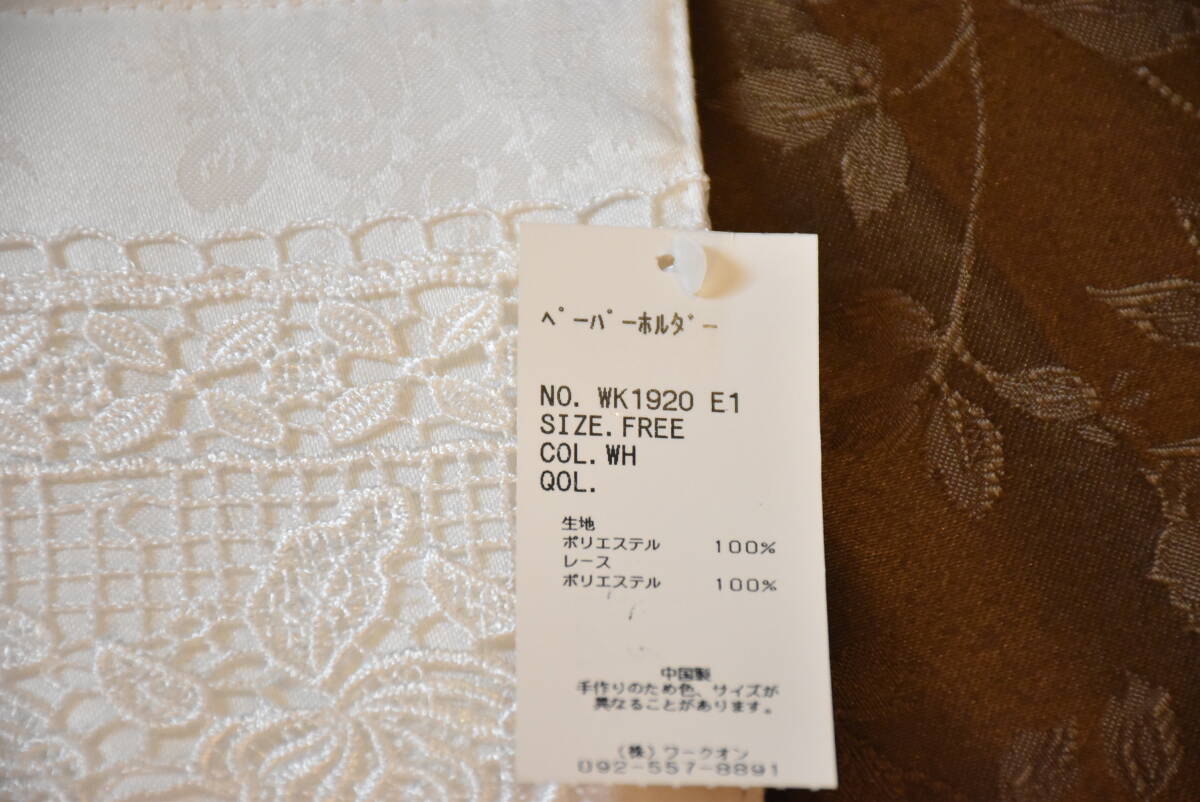 ﾍﾟｰﾊﾟｰﾎﾙﾀﾞｰ
NO. WK1920 E1
SIZE. FREE
COL. WH
QOL.
生地
ポリエステル 100%
レース
ポリエステル 100%
中国製
手作りのため色、サイズが
異なることがあります。
(株)ワークオン
092-557-8891